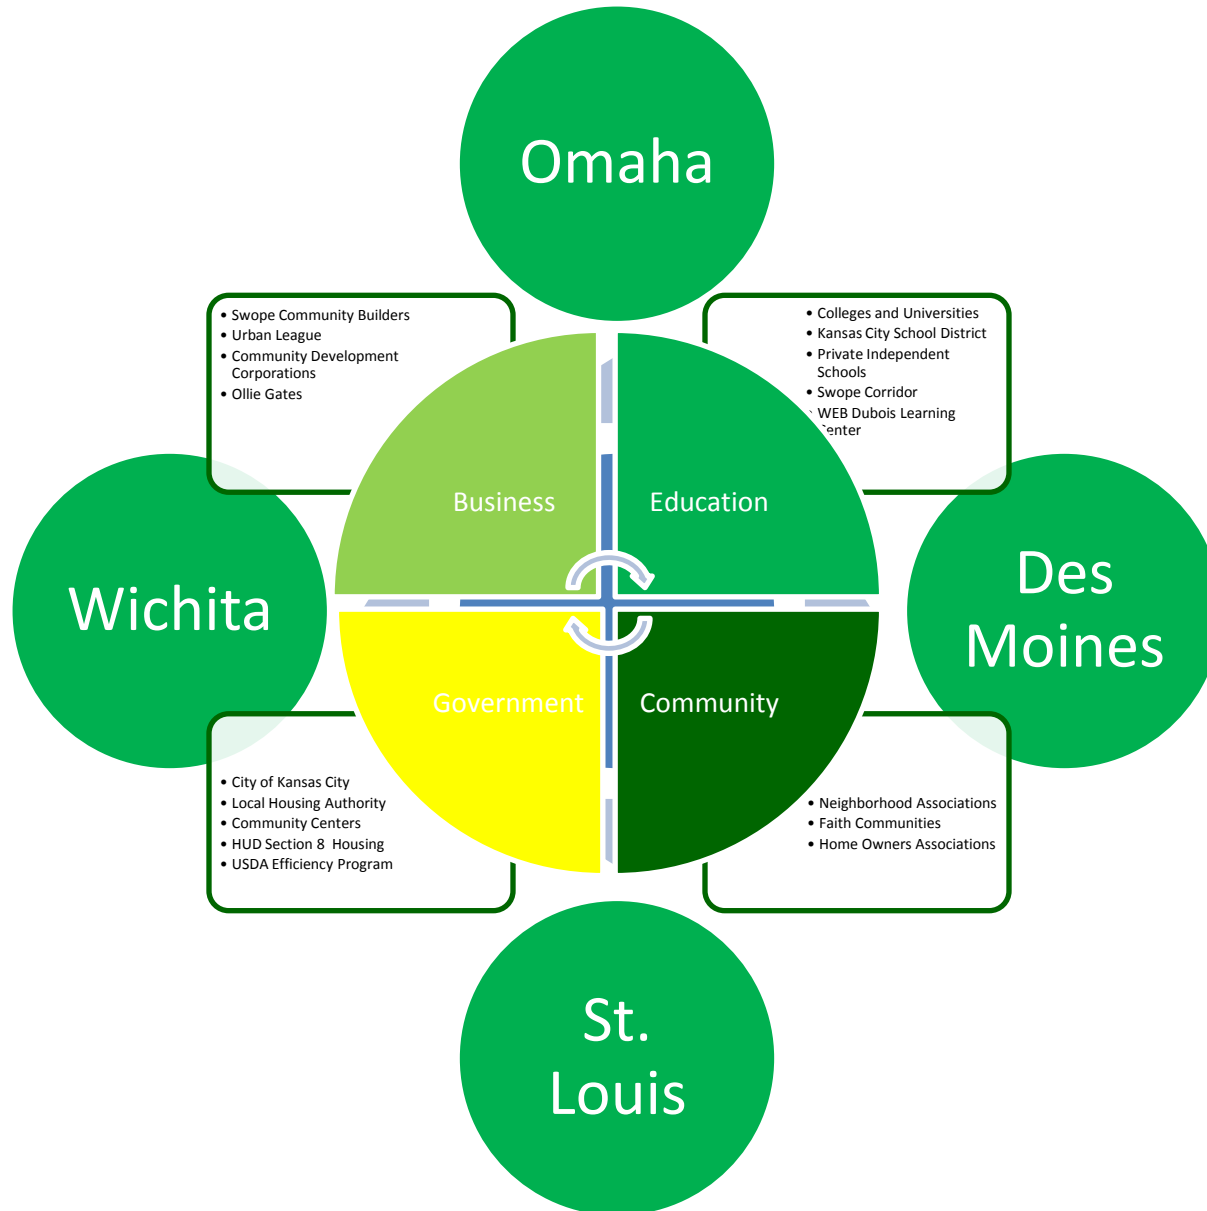 Omaha
• Swope Community Builders
• Urban League
• Community Development
Corporations
• Ollie Gates
• Colleges and Universities
• Kansas City School District
• Private Independent
Schools
• Swope Corridor
• WEB Dubois Learning
Center
Business
Education
Wichita
Des
Moines
Government
Community
• City of Kansas City
• Local Housing Authority
• Community Centers
• HUD Section 8  Housing
• USDA Efficiency Program
• Neighborhood Associations
• Faith Communities
• Home Owners Associations
St.
Louis